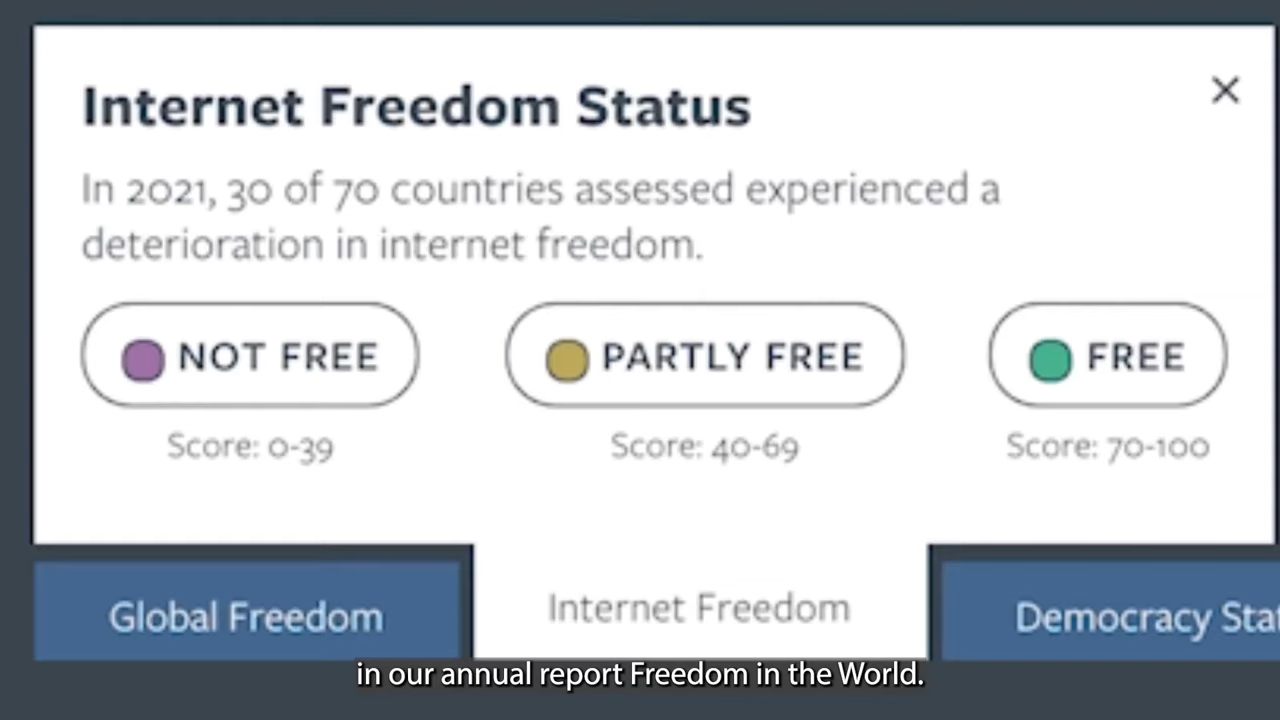 Internet Freedom Status
In 2021, 30 of 70 countries assessed experienced a
deterioration in internet freedom.
NOT FREE
PARTLY FREE
FREE
Score: 0-39
Score: 40-69
Score: 70-100
Global Freedom
Internet Freedom
Democracy
in our annual report Freedom in the World.